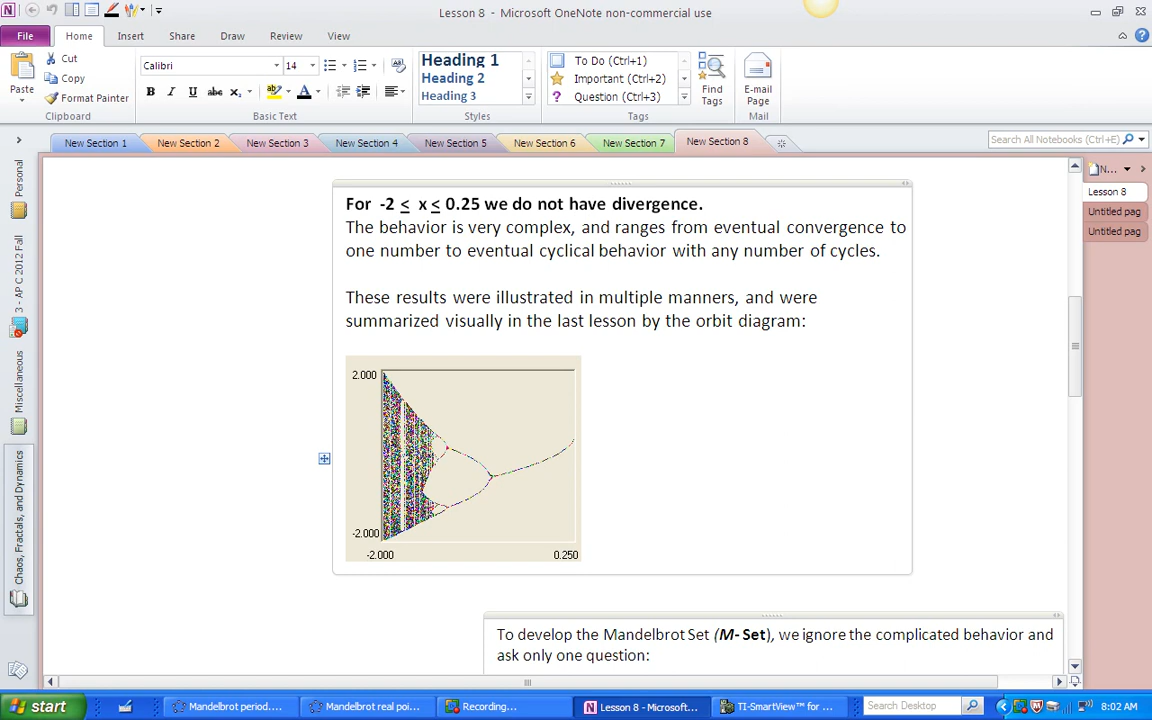 Lesson 8 - Microsoft OneNote non-commercial use
File Home Insert Share Draw Review View
Paste
Cut
Copy
Format Painter
Clipboard
Calibri 14
B I U abc x₂ ab A
Basic Text
Heading 1
Heading 2
Heading 3
Styles
To Do (Ctrl+1)
Important (Ctrl+2)
Question (Ctrl+3)
Tags
Find
Tags
E-mail
Page
Mail
New Section 1 New Section 2 New Section 3 New Section 4 New Section 5 New Section 6 New Section 7 New Section 8
Search All Notebooks (Ctrl+E)
N...
Lesson 8
Untitled pag
Untitled pag
Personal
3 - AP C 2012 Fall
Miscellaneous
Chaos, Fractals, and Dynamics
For -2 ≤ x ≤ 0.25 we do not have divergence.
The behavior is very complex, and ranges from eventual convergence to
one number to eventual cyclical behavior with any number of cycles.
These results were illustrated in multiple manners, and were
summarized visually in the last lesson by the orbit diagram:
2.000
-2.000
-2.000 0.250
To develop the Mandelbrot Set (M- Set), we ignore the complicated behavior and
ask only one question:
start
Mandelbrot period....
Mandelbrot real poi...
Recording...
Lesson 8 - Microsoft...
TI-SmartView™ for ...
Search Desktop
8:02 AM